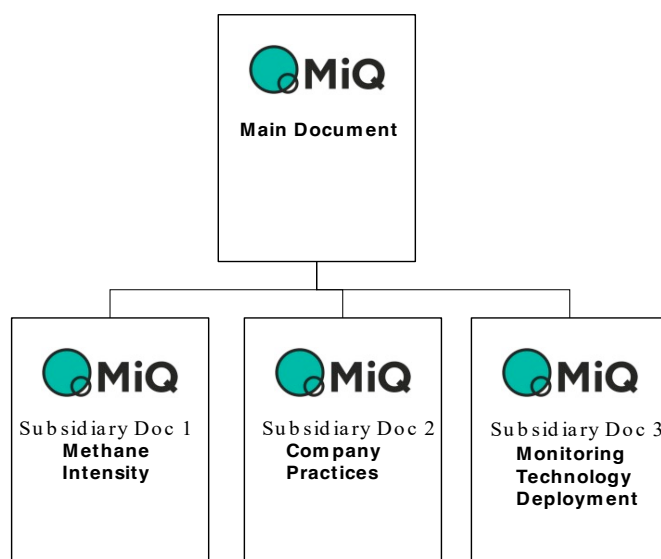 MiQ
Main Document
MiQ
Subsidiary Doc 1
Methane
Intensity
MiQ
Subsidiary Doc 2
Company
Practices
MiQ
Subsidiary Doc 3
Monitoring
Technology
Deployment